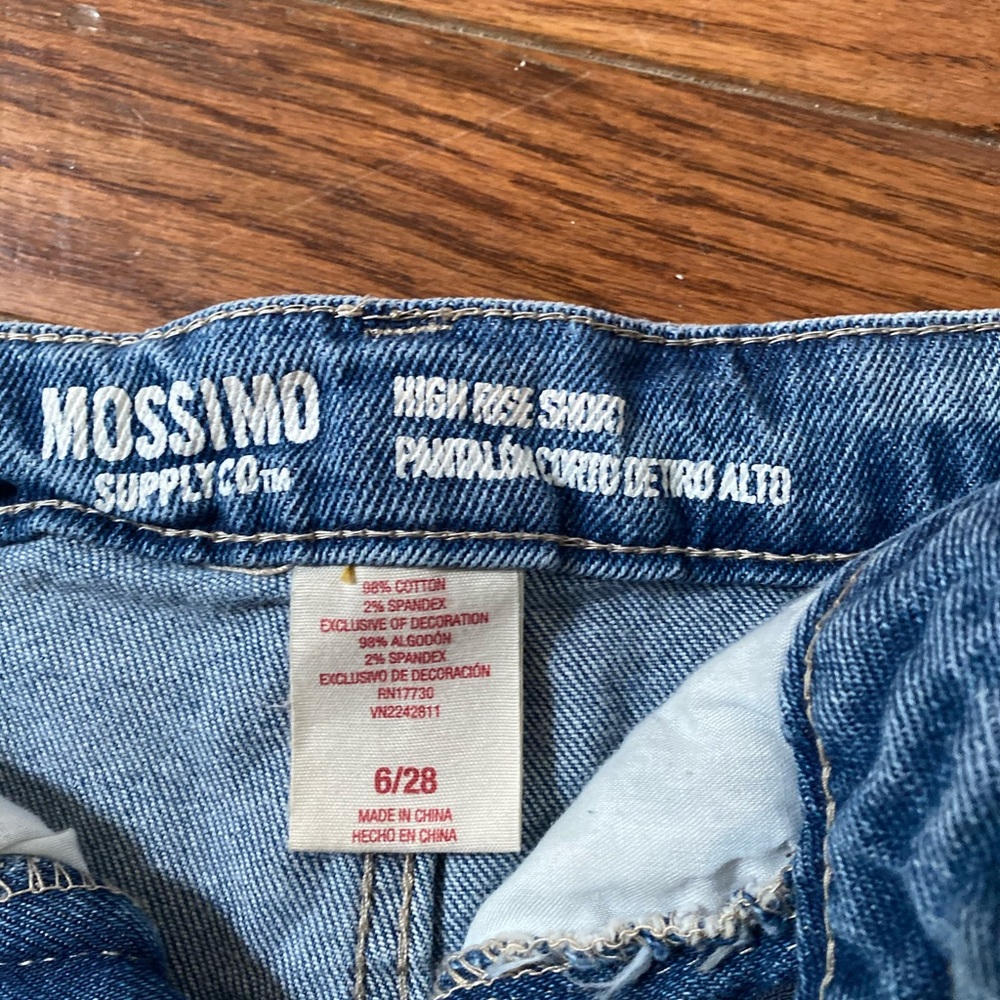 MOSSIMO
SUPPLY CO™
HIGH RISE SHORT
PANTALÓN CORTO DE TIRO ALTO
98% COTTON
2% SPANDEX
EXCLUSIVE OF DECORATION
98% ALGODÓN
2% SPANDEX
EXCLUSIVO DE DECORACIÓN
RN17730
VN2242811
6/28
MADE IN CHINA
HECHO EN CHINA